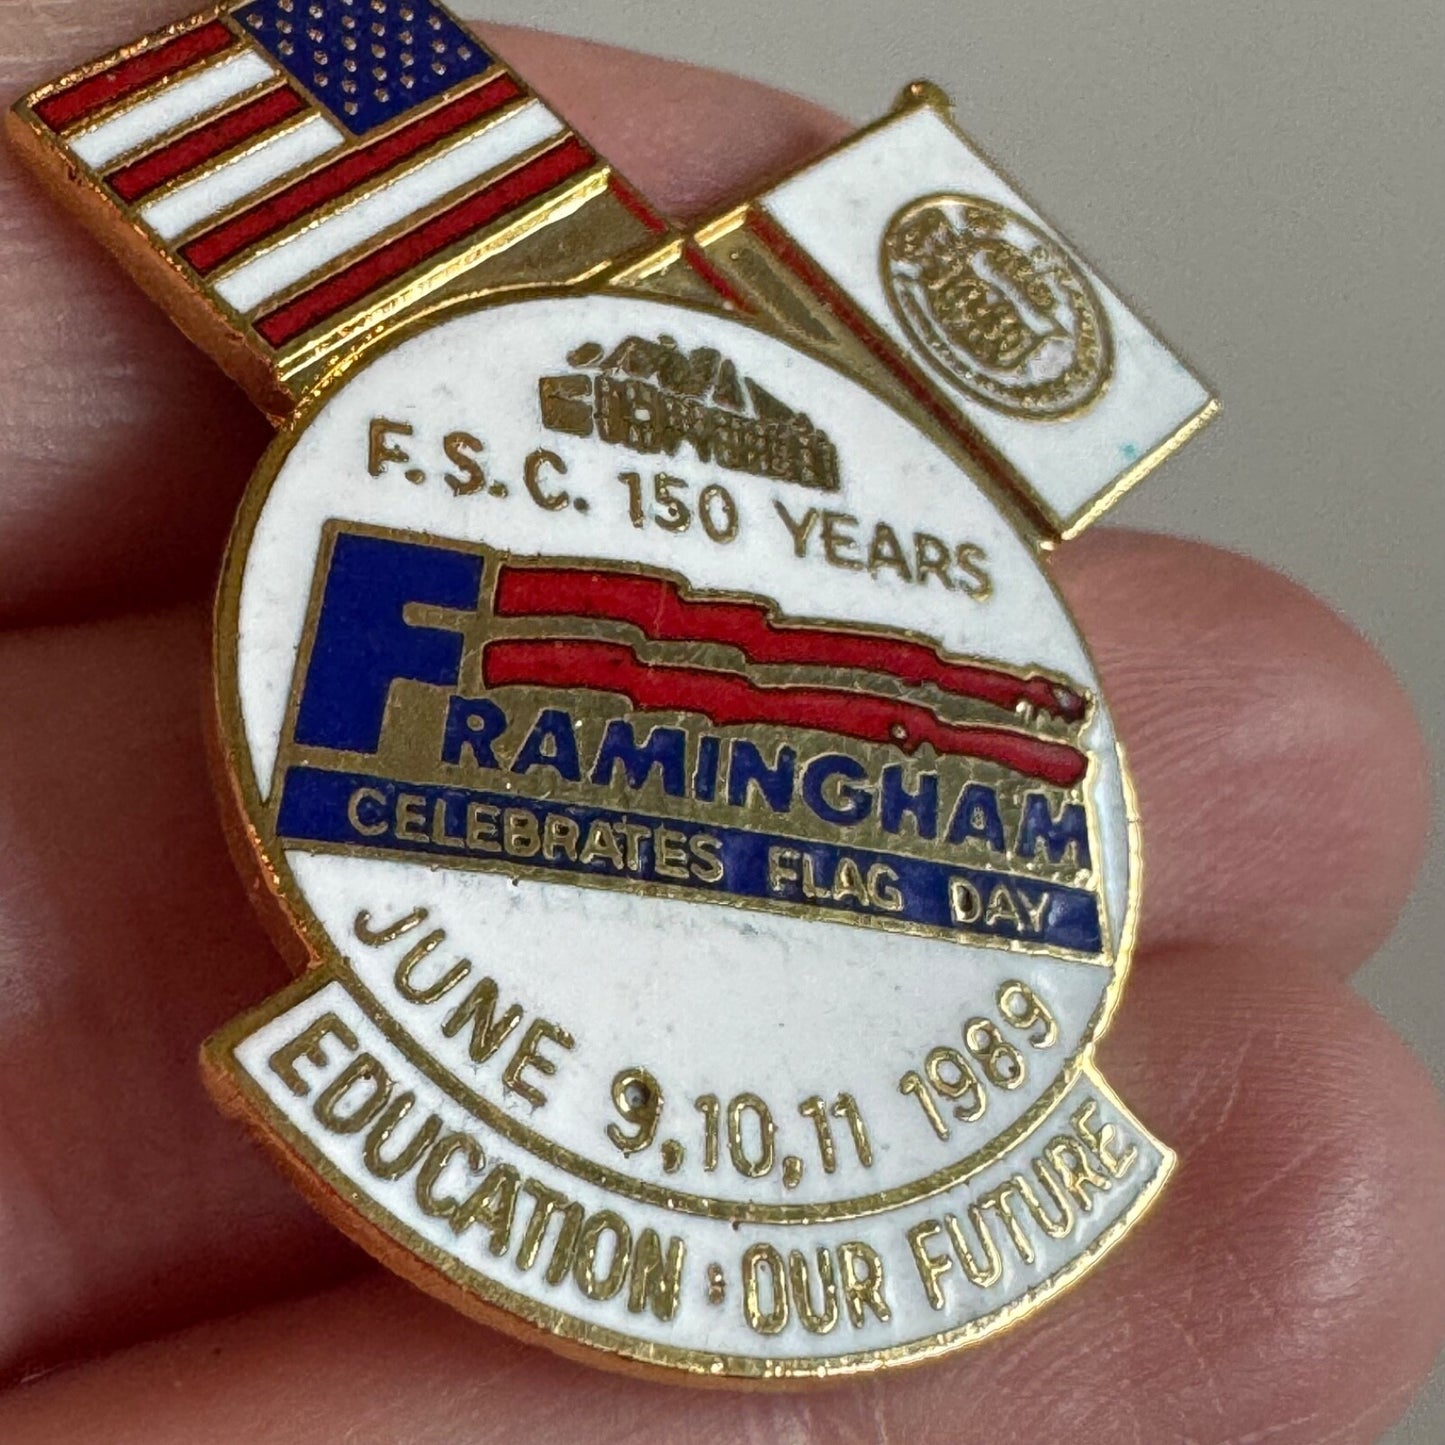 F.S.C. 150 YEARS
FRAMINGHAM
CELEBRATES FLAG DAY
JUNE 9,10,11 1989
EDUCATION : OUR FUTURE